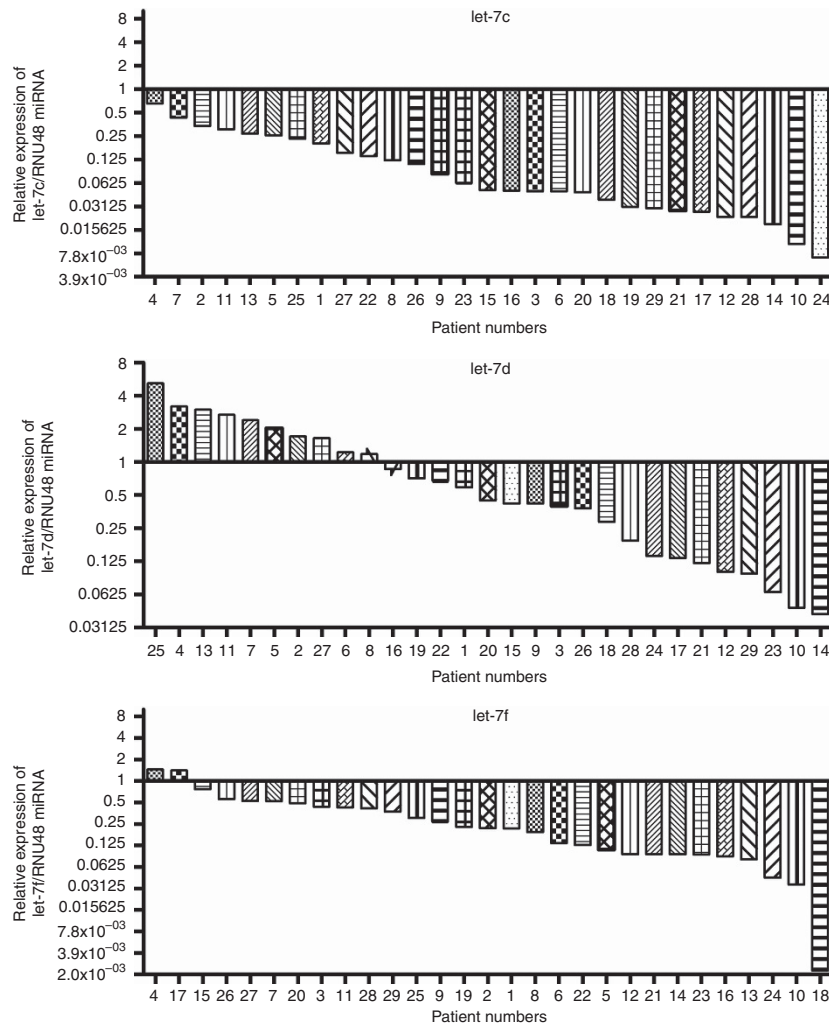 let-7c
Relative expression of
let-7c/RNU48 miRNA
8
4
2
1
0.5
0.25
0.125
0.0625
0.03125
0.015625
7.8x10⁻⁰³
3.9x10⁻⁰³
4 7 2 11 13 5 25 1 27 22 8 26 9 23 15 16 3 6 20 18 19 29 21 17 12 28 14 10 24
Patient numbers
let-7d
Relative expression of
let-7d/RNU48 miRNA
8
4
2
1
0.5
0.25
0.125
0.0625
0.03125
25 4 13 11 7 5 2 27 6 8 16 19 22 1 20 15 9 3 26 18 28 24 17 21 12 29 23 10 14
Patient numbers
let-7f
Relative expression of
let-7f/RNU48 miRNA
8
4
2
1
0.5
0.25
0.125
0.0625
0.03125
0.015625
7.8x10⁻⁰³
3.9x10⁻⁰³
2.0x10⁻⁰³
4 17 15 26 27 7 20 3 11 28 29 25 9 19 2 1 8 6 22 5 12 21 14 23 16 13 24 10 18
Patient numbers